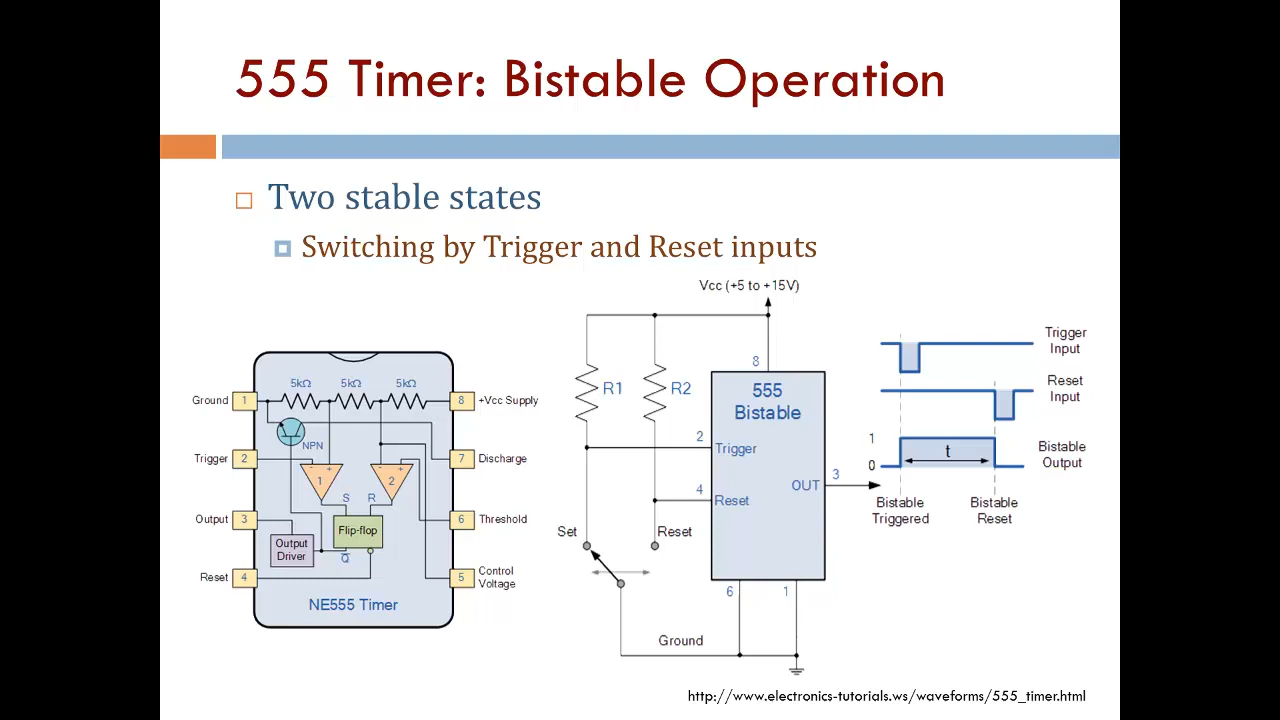 555 Timer: Bistable Operation
Two stable states
Switching by Trigger and Reset inputs
5kΩ 5kΩ 5kΩ
Ground 1
8 +Vcc Supply
NPN
Trigger 2
7 Discharge
- +
- +
1
2
S R
Output 3
Flip-flop
6 Threshold
Output
Driver
Q
Reset 4
5 Control
Voltage
NE555 Timer
Vcc (+5 to +15V)
8
R1
R2
555
Bistable
2
Trigger
4
Reset
OUT
3
Set
Reset
6
1
Ground
Trigger
Input
Reset
Input
1
0
t
Bistable
Output
Bistable
Triggered
Bistable
Reset
http://www.electronics-tutorials.ws/waveforms/555_timer.html